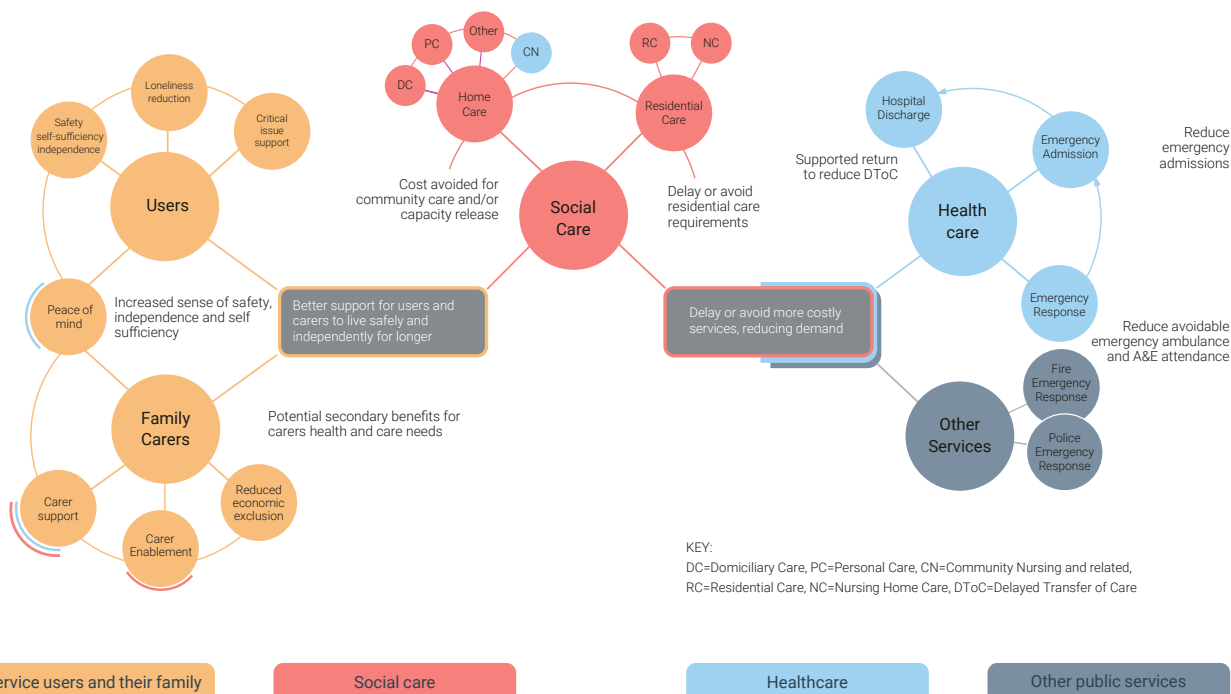 Loneliness
reduction
Safety
self-sufficiency
independence
Critical
issue
support
Users
Peace of
mind
Increased sense of safety,
independence and self
sufficiency
Family
Carers
Potential secondary benefits for
carers health and care needs
Carer
support
Carer
Enablement
Reduced
economic
exclusion
Better support for users and
carers to live safely and
independently for longer
DC
PC
Other
CN
Home
Care
Cost avoided for
community care and/or
capacity release
Social
Care
RC
NC
Residential
Care
Delay or avoid
residential care
requirements
Delay or avoid more costly
services, reducing demand
Hospital
Discharge
Supported return
to reduce DToC
Emergency
Admission
Reduce
emergency
admissions
Health
care
Emergency
Response
Reduce avoidable
emergency ambulance
and A&E attendance
Other
Services
Fire
Emergency
Response
Police
Emergency
Response
KEY:
DC=Domiciliary Care, PC=Personal Care, CN=Community Nursing and related,
RC=Residential Care, NC=Nursing Home Care, DToC=Delayed Transfer of Care
ervice users and their family
Social care
Healthcare
Other public services